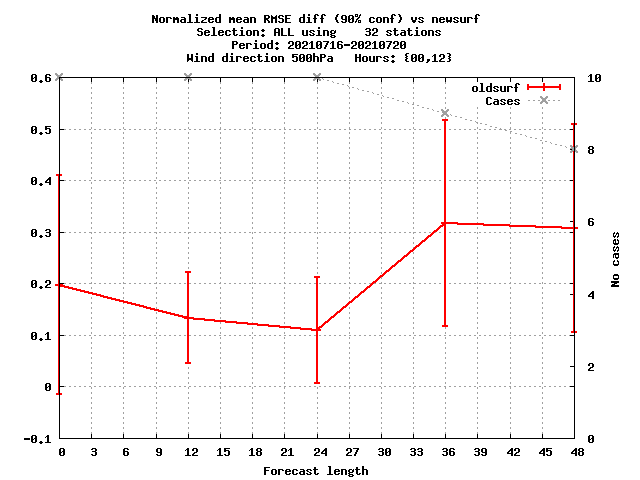 Normalized mean RMSE diff (90% conf) vs newsurf
Selection: ALL using    32 stations
Period: 20210716-20210720
Wind direction 500hPa   Hours: {00,12}
oldsurf
Cases
0.6
0.5
0.4
0.3
0.2
0.1
0
-0.1
10
8
6
4
2
0
No cases
0 3 6 9 12 15 18 21 24 27 30 33 36 39 42 45 48
Forecast length